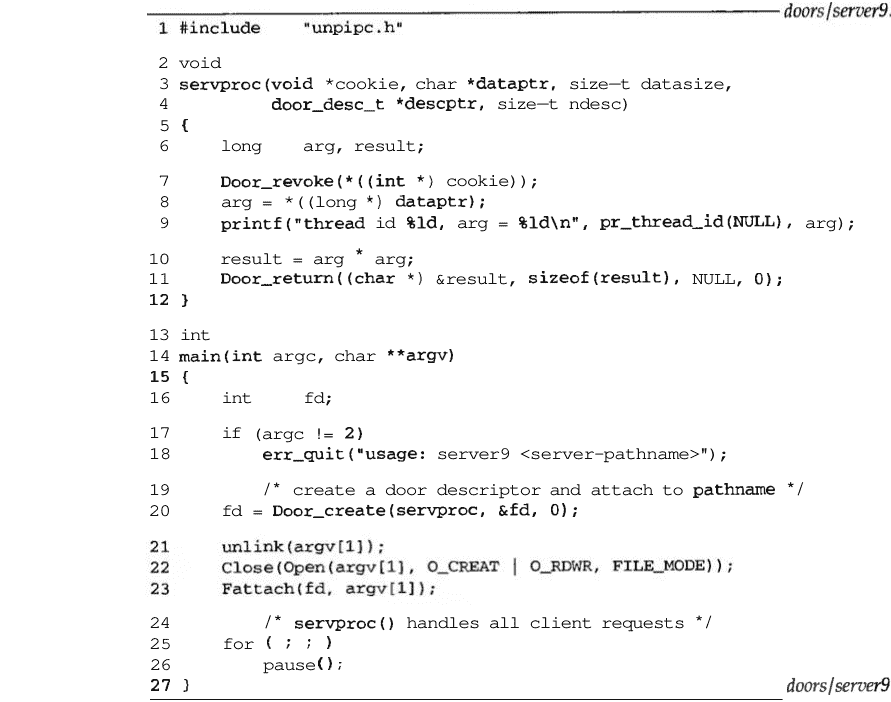 doors/server9.
1 #include "unpipc.h"
2 void
3 servproc(void *cookie, char *dataptr, size—t datasize,
4 door_desc_t *descptr, size—t ndesc)
5 {
6 long arg, result;
7 Door_revoke(*((int *) cookie));
8 arg = *((long *) dataptr);
9 printf("thread id %ld, arg = %ld\n", pr_thread_id(NULL), arg);
10 result = arg * arg;
11 Door_return((char *) &result, sizeof(result), NULL, 0);
12 }
13 int
14 main(int argc, char **argv)
15 {
16 int fd;
17 if (argc != 2)
18 err_quit("usage: server9 <server-pathname>");
19 /* create a door descriptor and attach to pathname */
20 fd = Door_create(servproc, &fd, 0);
21 unlink(argv[1]);
22 Close(Open(argv[1], O_CREAT | O_RDWR, FILE_MODE));
23 Fattach(fd, argv[1]);
24 /* servproc() handles all client requests */
25 for ( ; ; )
26 pause();
27 }
doors/server9